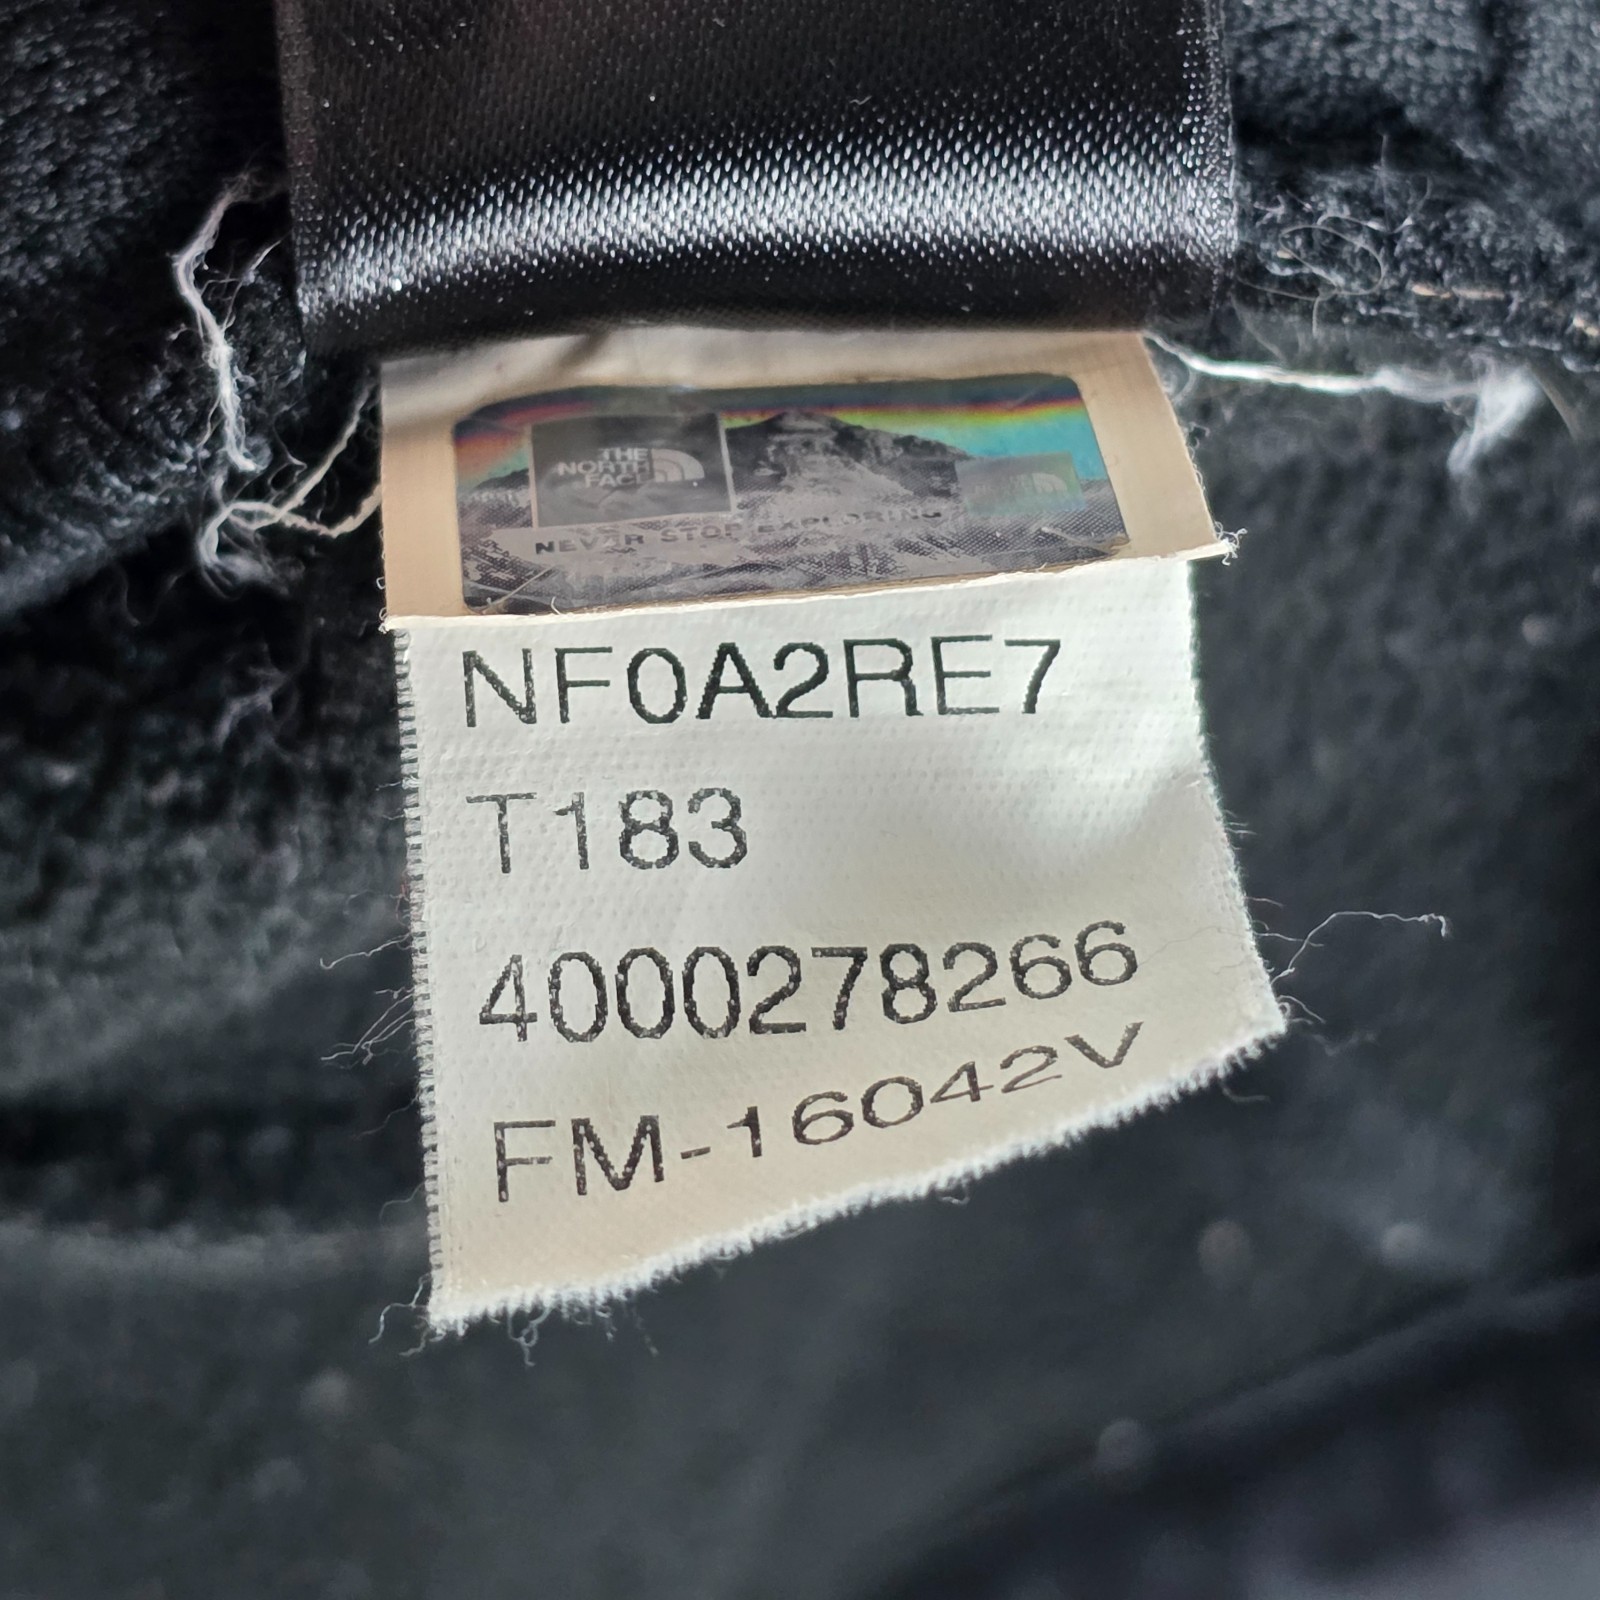 THE
NORTH
FACE
NEVER STOP EXPLORING
NF0A2RE7
T183
4000278266
FM-16042V